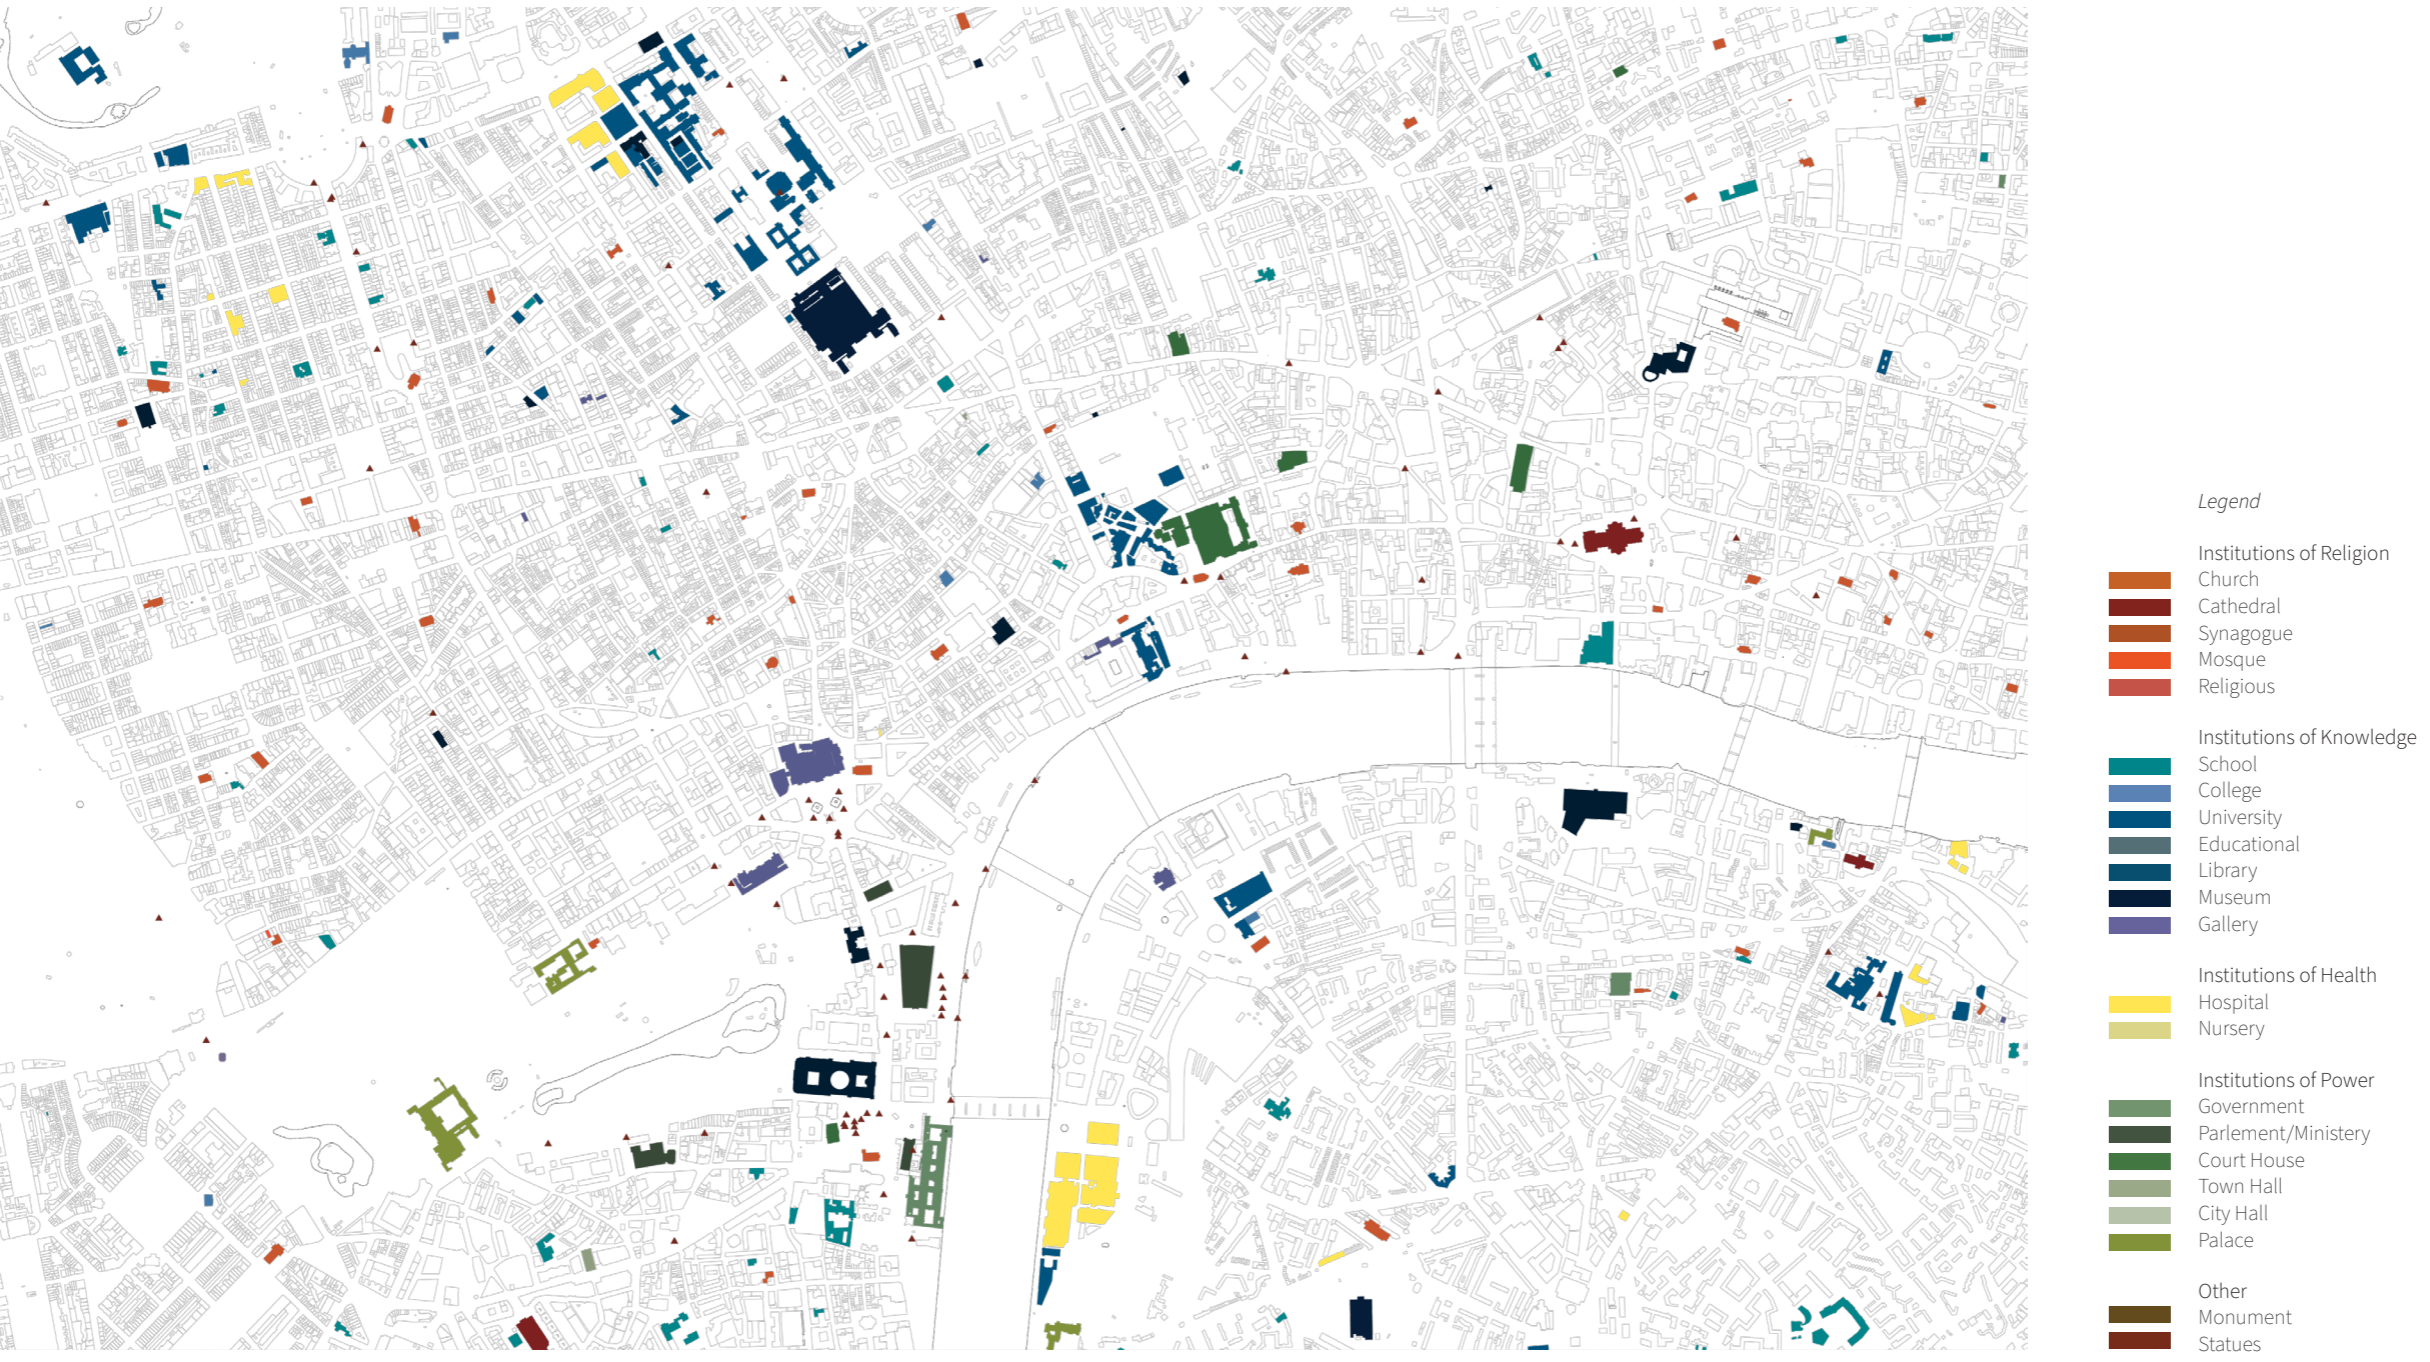 Legend
Institutions of Religion
Church
Cathedral
Synagogue
Mosque
Religious
Institutions of Knowledge
School
College
University
Educational
Library
Museum
Gallery
Institutions of Health
Hospital
Nursery
Institutions of Power
Government
Parlement/Ministery
Court House
Town Hall
City Hall
Palace
Other
Monument
Statues